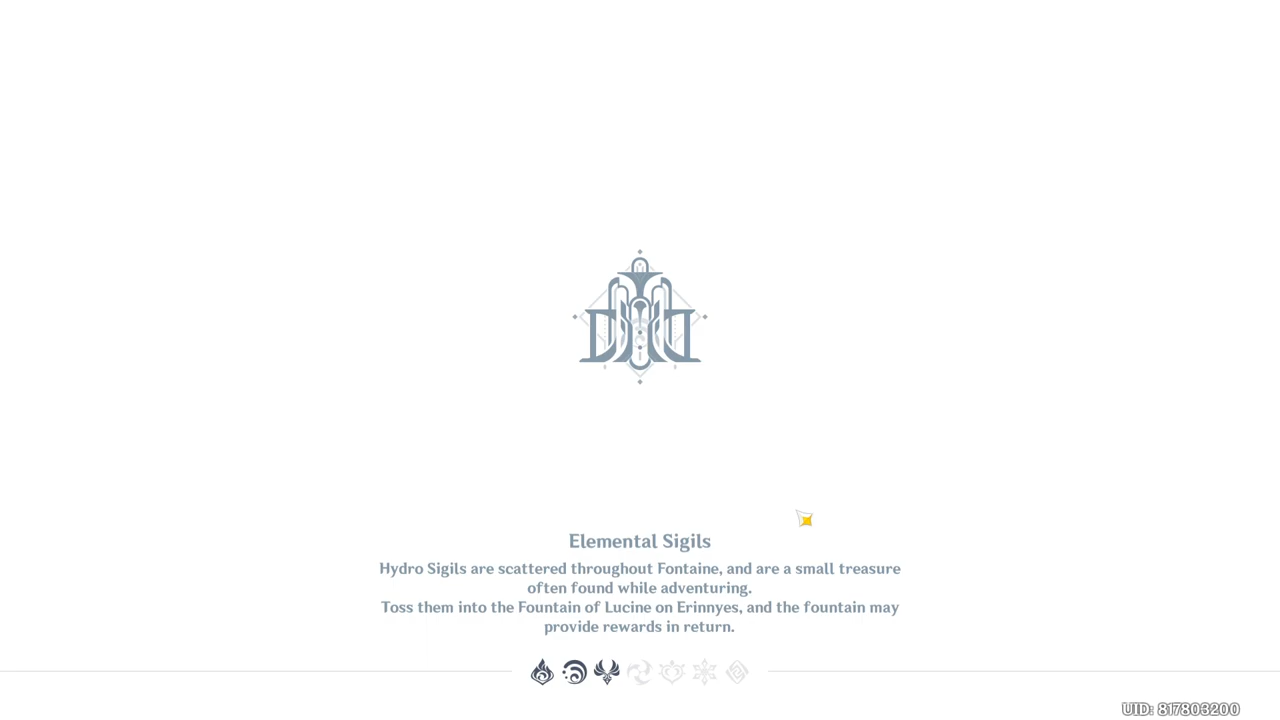 Elemental Sigils
Hydro Sigils are scattered throughout Fontaine, and are a small treasure
often found while adventuring.
Toss them into the Fountain of Lucine on Erinnyes, and the fountain may
provide rewards in return.
UID: 817803200